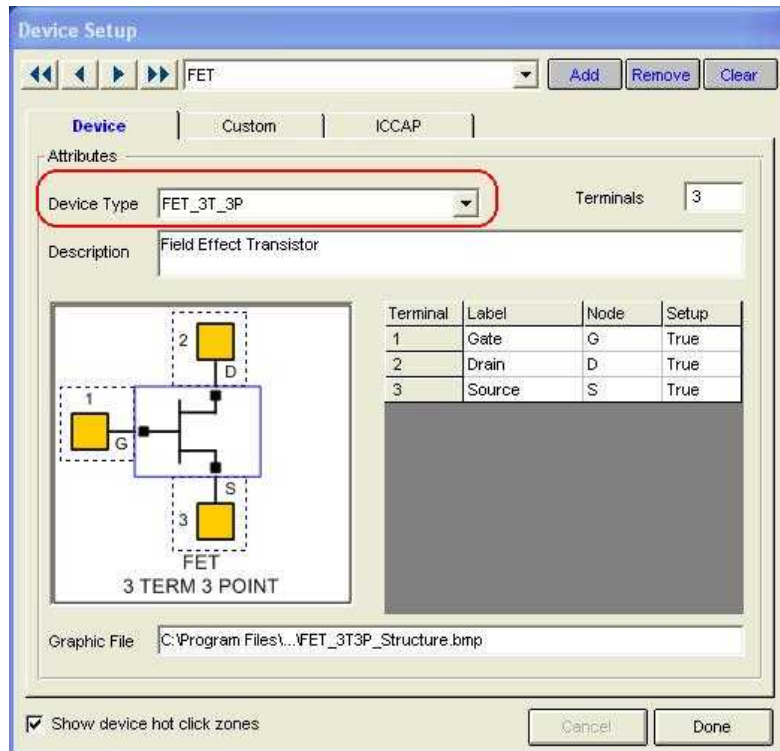 Device Setup
FET
Add Remove Clear
Device Custom ICCAP
Attributes
Device Type FET_3T_3P Terminals 3
Description Field Effect Transistor
Terminal Label Node Setup
1 Gate G True
2 Drain D True
3 Source S True
2
D
1
G
S
3
FET
3 TERM 3 POINT
Graphic File C:\Program Files\...\FET_3T3P_Structure.bmp
Show device hot click zones Cancel Done